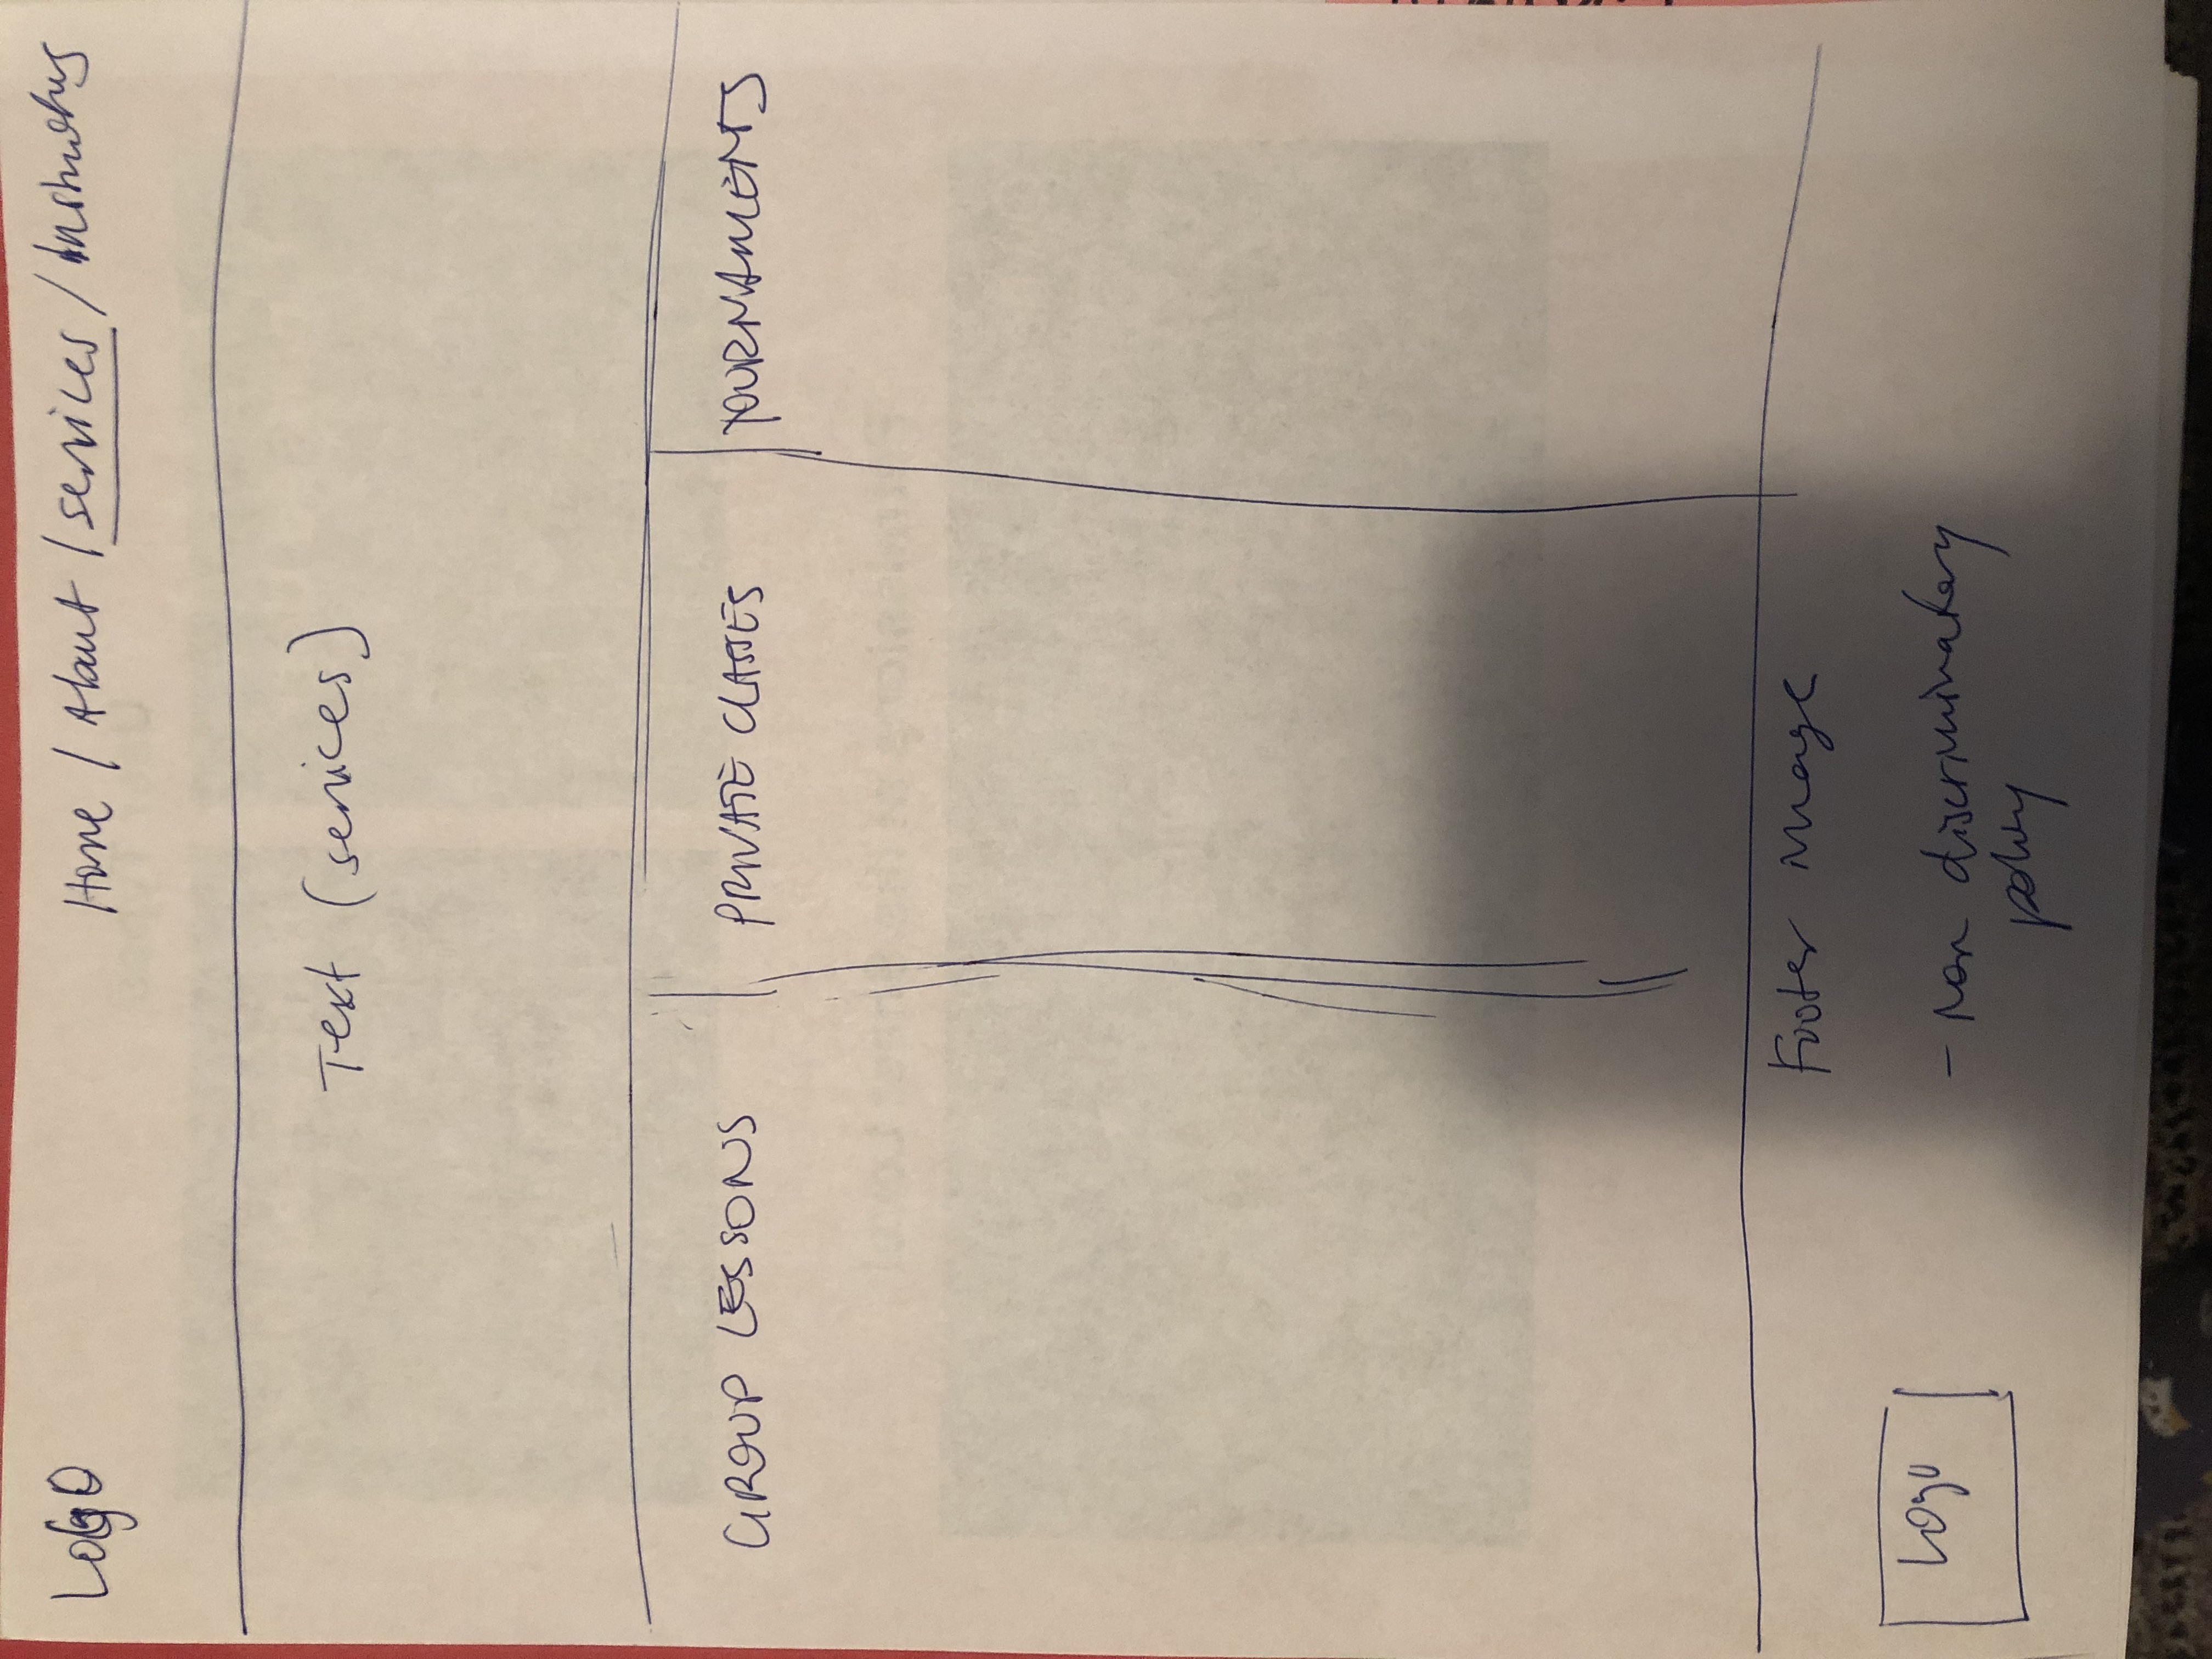 Logo Home / About / services / Instructors
Text (services)
GROUP LESSONS PRIVATE CLASSES TOURNAMENTS
Footer image
Logo - non discriminatory
policy